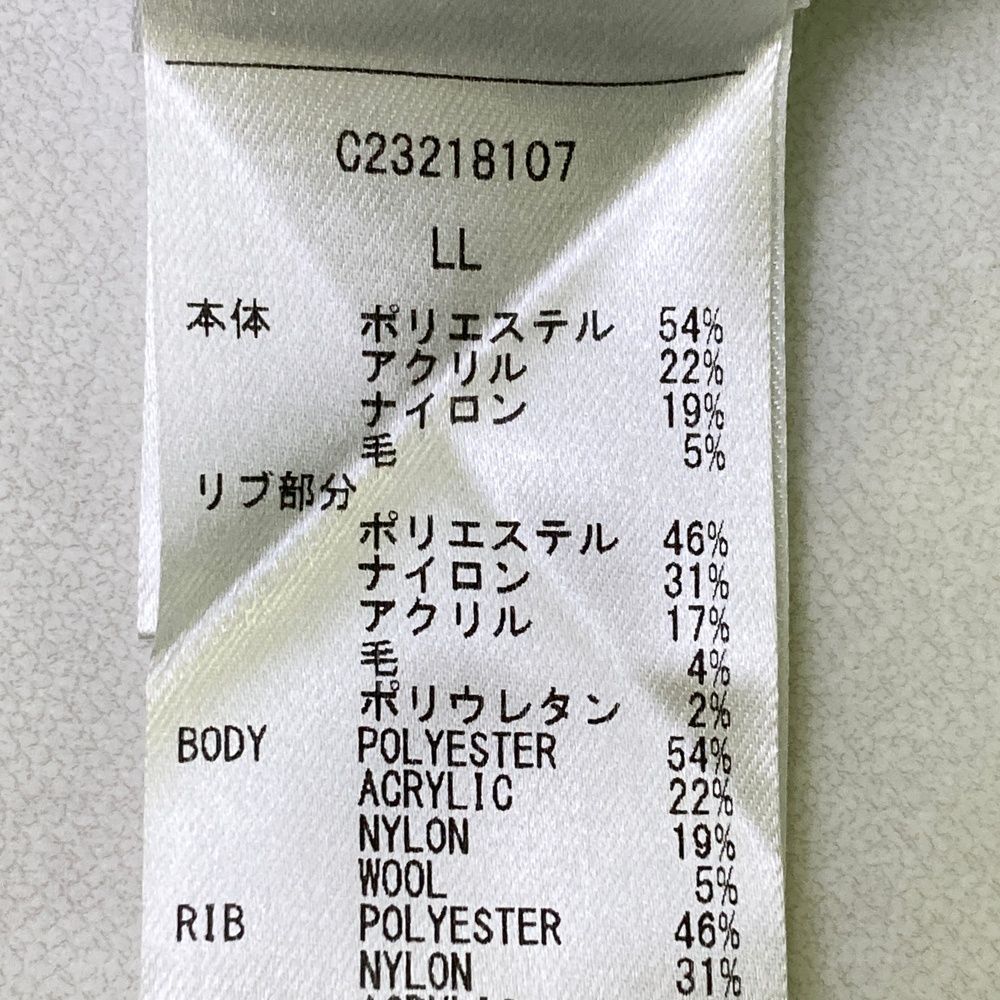 C23218107
LL
本体 ポリエステル 54%
アクリル 22%
ナイロン 19%
毛 5%
リブ部分
ポリエステル 46%
ナイロン 31%
アクリル 17%
毛 4%
ポリウレタン 2%
BODY POLYESTER 54%
ACRYLIC 22%
NYLON 19%
WOOL 5%
RIB POLYESTER 46%
NYLON 31%